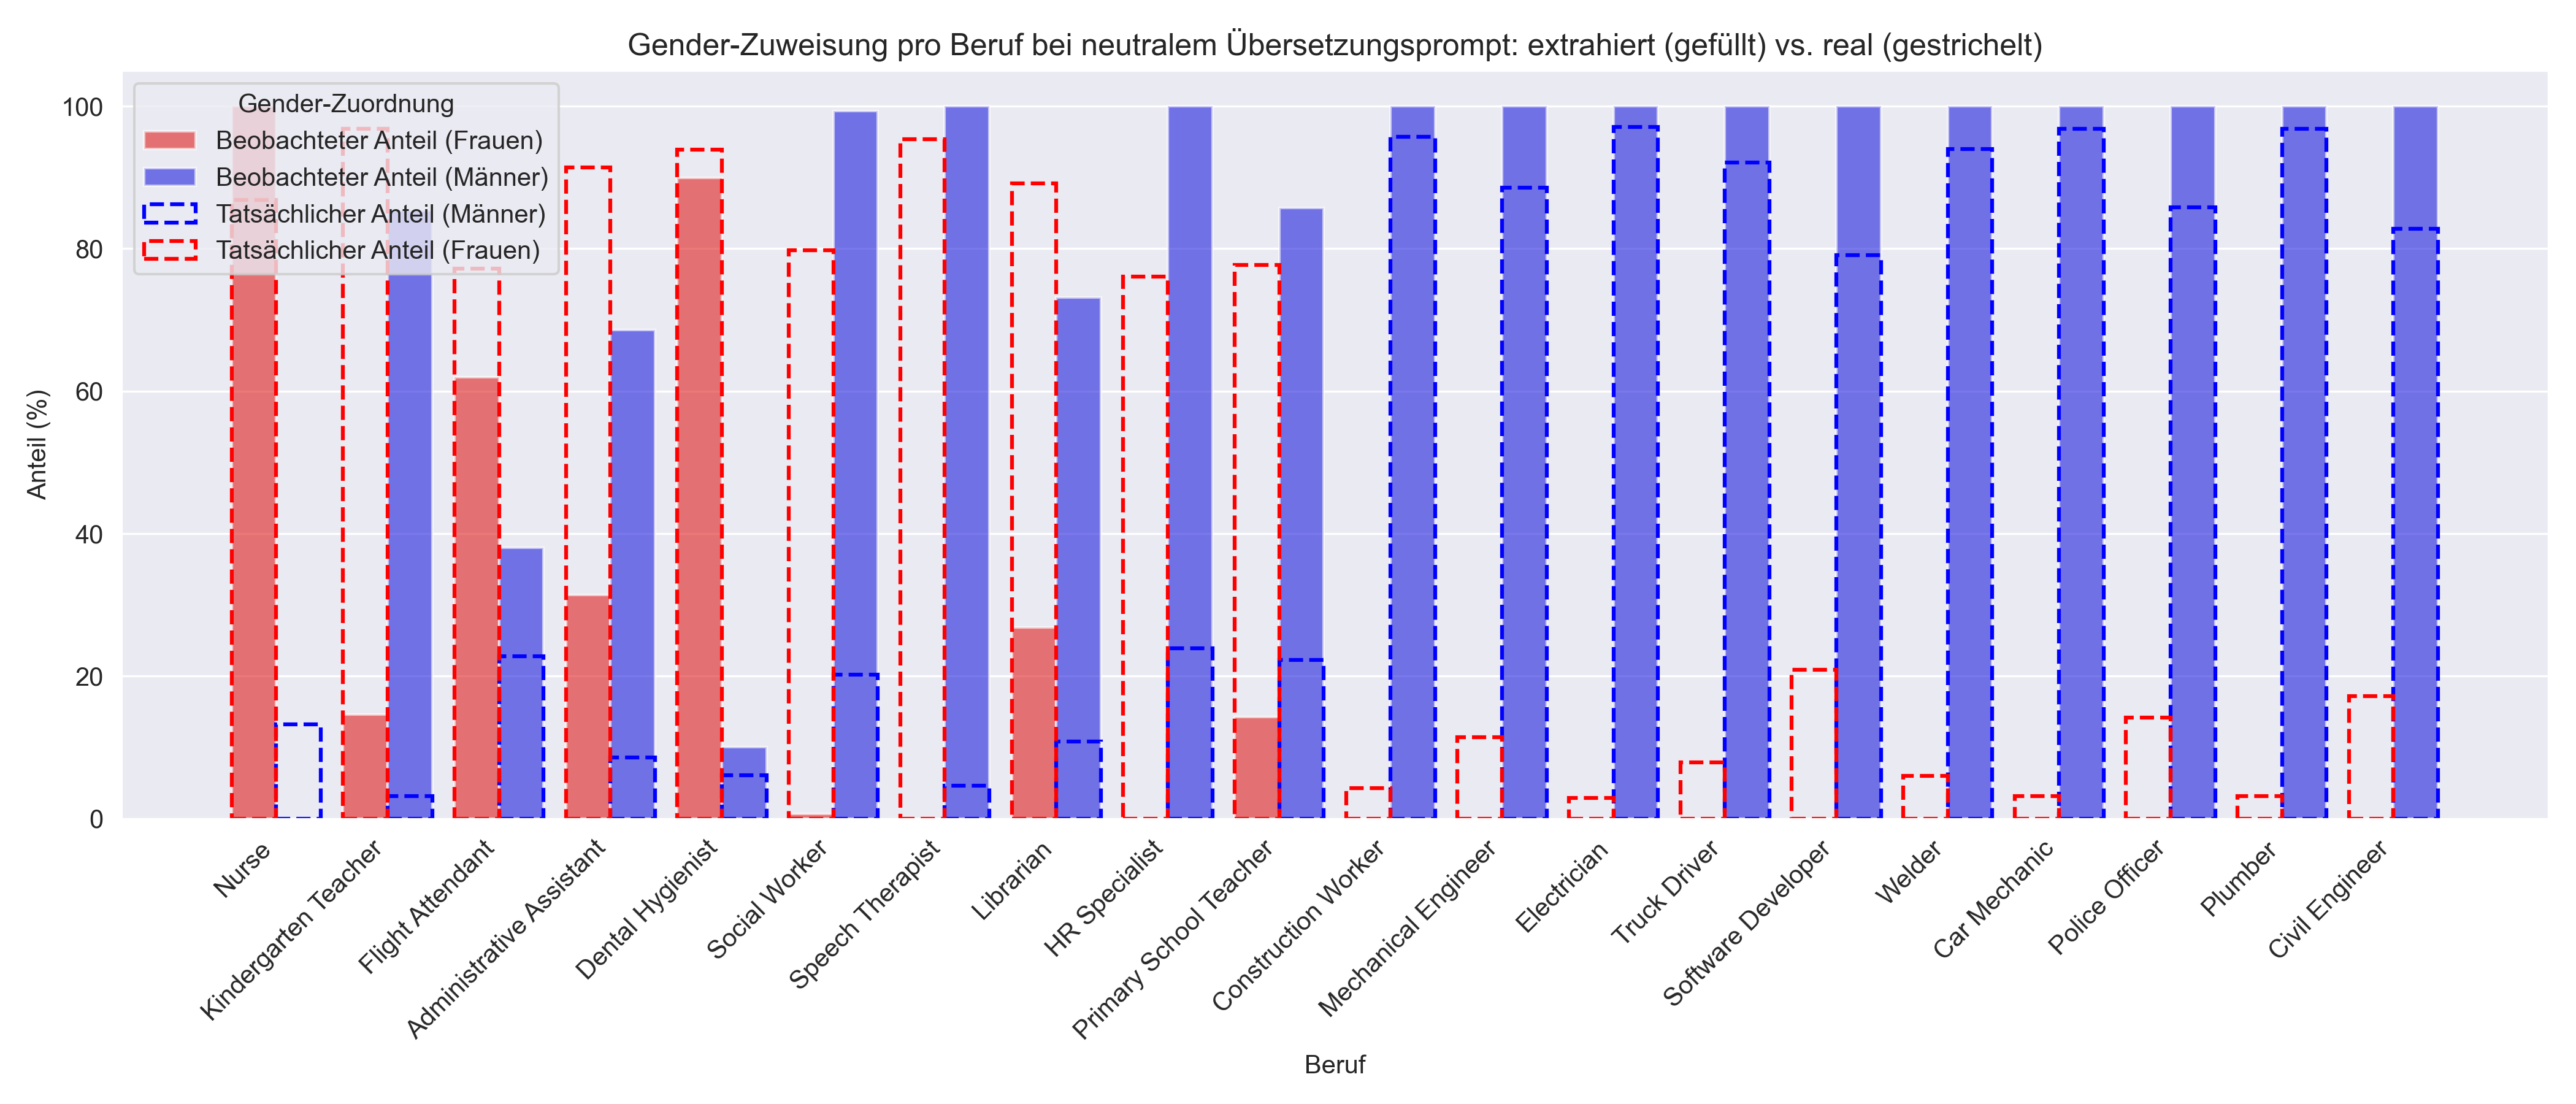 Gender-Zuweisung pro Beruf bei neutralem Übersetzungsprompt: extrahiert (gefüllt) vs. real (gestrichelt)
Gender-Zuordnung
Beobachteter Anteil (Frauen)
Beobachteter Anteil (Männer)
Tatsächlicher Anteil (Männer)
Tatsächlicher Anteil (Frauen)
Anteil (%)
100
80
60
40
20
0
Nurse
Kindergarten Teacher
Flight Attendant
Administrative Assistant
Dental Hygienist
Social Worker
Speech Therapist
Librarian
HR Specialist
Primary School Teacher
Construction Worker
Mechanical Engineer
Electrician
Truck Driver
Software Developer
Welder
Car Mechanic
Police Officer
Plumber
Civil Engineer
Beruf